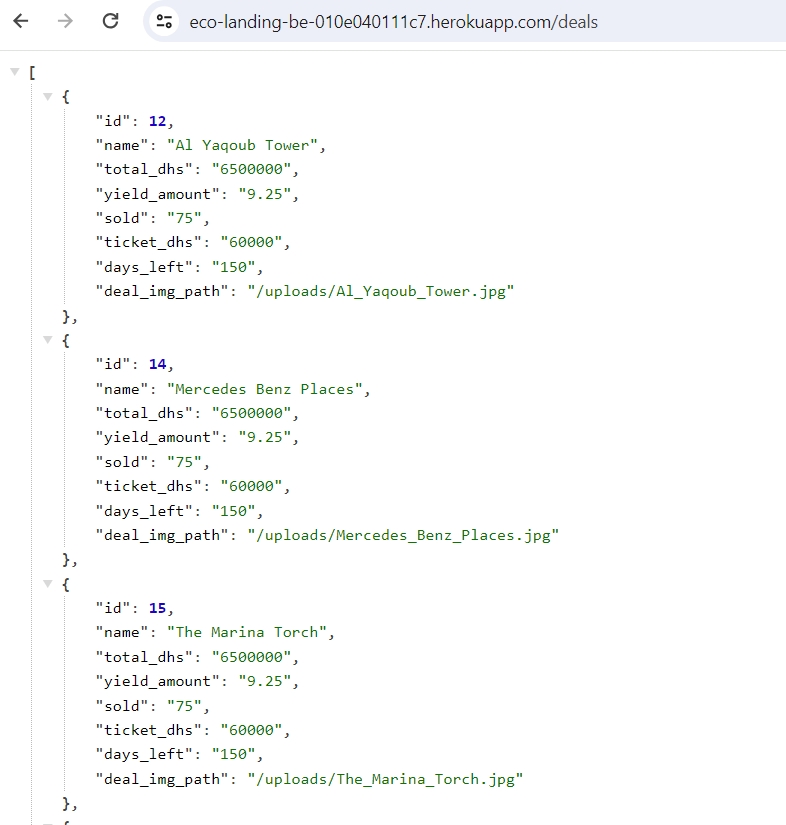 eco-landing-be-010e040111c7.herokuapp.com/deals
[
{
"id": 12,
"name": "Al Yaqoub Tower",
"total_dhs": "6500000",
"yield_amount": "9.25",
"sold": "75",
"ticket_dhs": "60000",
"days_left": "150",
"deal_img_path": "/uploads/Al_Yaqoub_Tower.jpg"
},
{
"id": 14,
"name": "Mercedes Benz Places",
"total_dhs": "6500000",
"yield_amount": "9.25",
"sold": "75",
"ticket_dhs": "60000",
"days_left": "150",
"deal_img_path": "/uploads/Mercedes_Benz_Places.jpg"
},
{
"id": 15,
"name": "The Marina Torch",
"total_dhs": "6500000",
"yield_amount": "9.25",
"sold": "75",
"ticket_dhs": "60000",
"days_left": "150",
"deal_img_path": "/uploads/The_Marina_Torch.jpg"
},